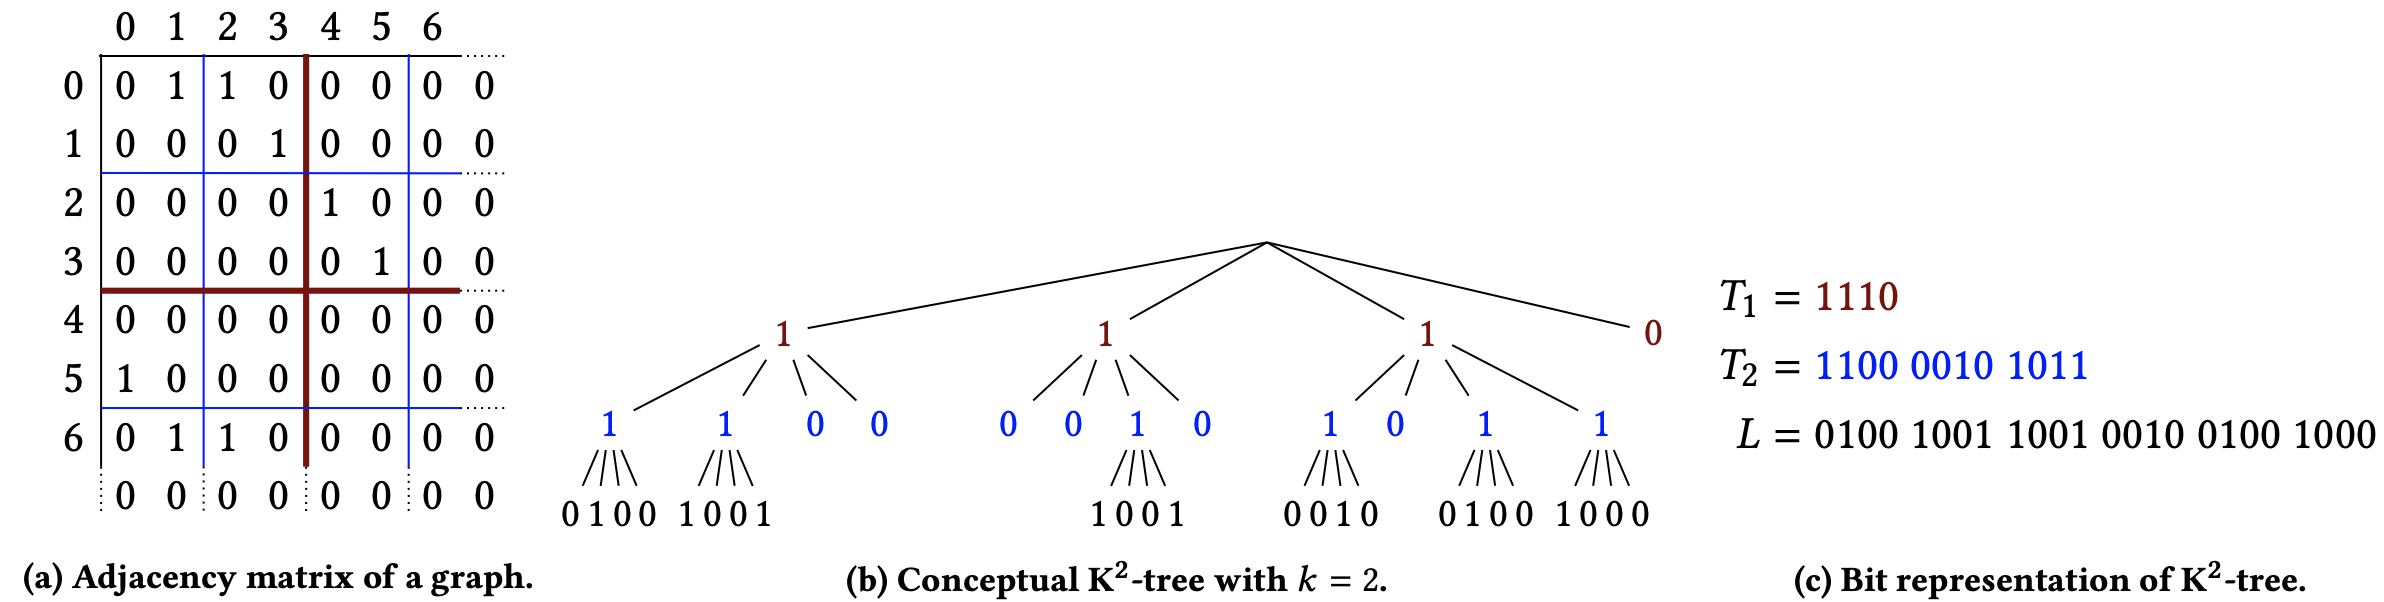 0 1 2 3 4 5 6
0 0 1 1 0 0 0 0 0
1 0 0 0 1 0 0 0 0
2 0 0 0 0 1 0 0 0
3 0 0 0 0 0 1 0 0
4 0 0 0 0 0 0 0 0
5 1 0 0 0 0 0 0 0
6 0 1 1 0 0 0 0 0
0 0 0 0 0 0 0 0
(a) Adjacency matrix of a graph.
1 1 1 0
1 1 0 0 0 0 1 0 1 0 1 1
0 1 0 0 1 0 0 1 1 0 0 1 0 0 1 0 0 1 0 0 1 0 0 0
(b) Conceptual K²-tree with k = 2.
T₁ = 1110
T₂ = 1100 0010 1011
L = 0100 1001 1001 0010 0100 1000
(c) Bit representation of K²-tree.